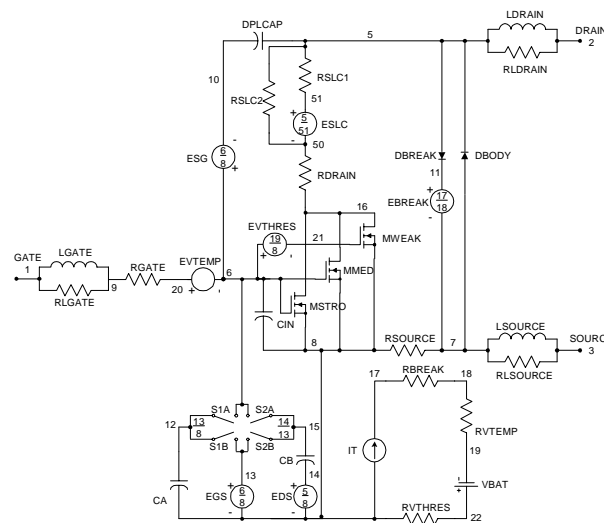 LDRAIN
DPLCAP
5
DRAIN
2
RLDRAIN
10
RSLC1
51
RSLC2
+
5
51
ESLC
-
50
-
6
8
ESG
+
DBREAK
DBODY
11
RDRAIN
+
17
18
EBREAK
-
16
EVTHRES
+
19
8
-
21
MWEAK
LGATE
GATE
1
RLGATE
9
RGATE
EVTEMP
20
+
-
6
MMED
MSTRO
CIN
8
RSOURCE
7
LSOURCE
SOURC
3
RLSOURCE
RBREAK
17
18
S1A
S2A
12
13
8
14
13
15
S1B
S2B
RVTEMP
19
IT
CB
13
14
CA
+
6
8
EGS
-
+
5
8
EDS
-
+
-
VBAT
RVTHRES
22